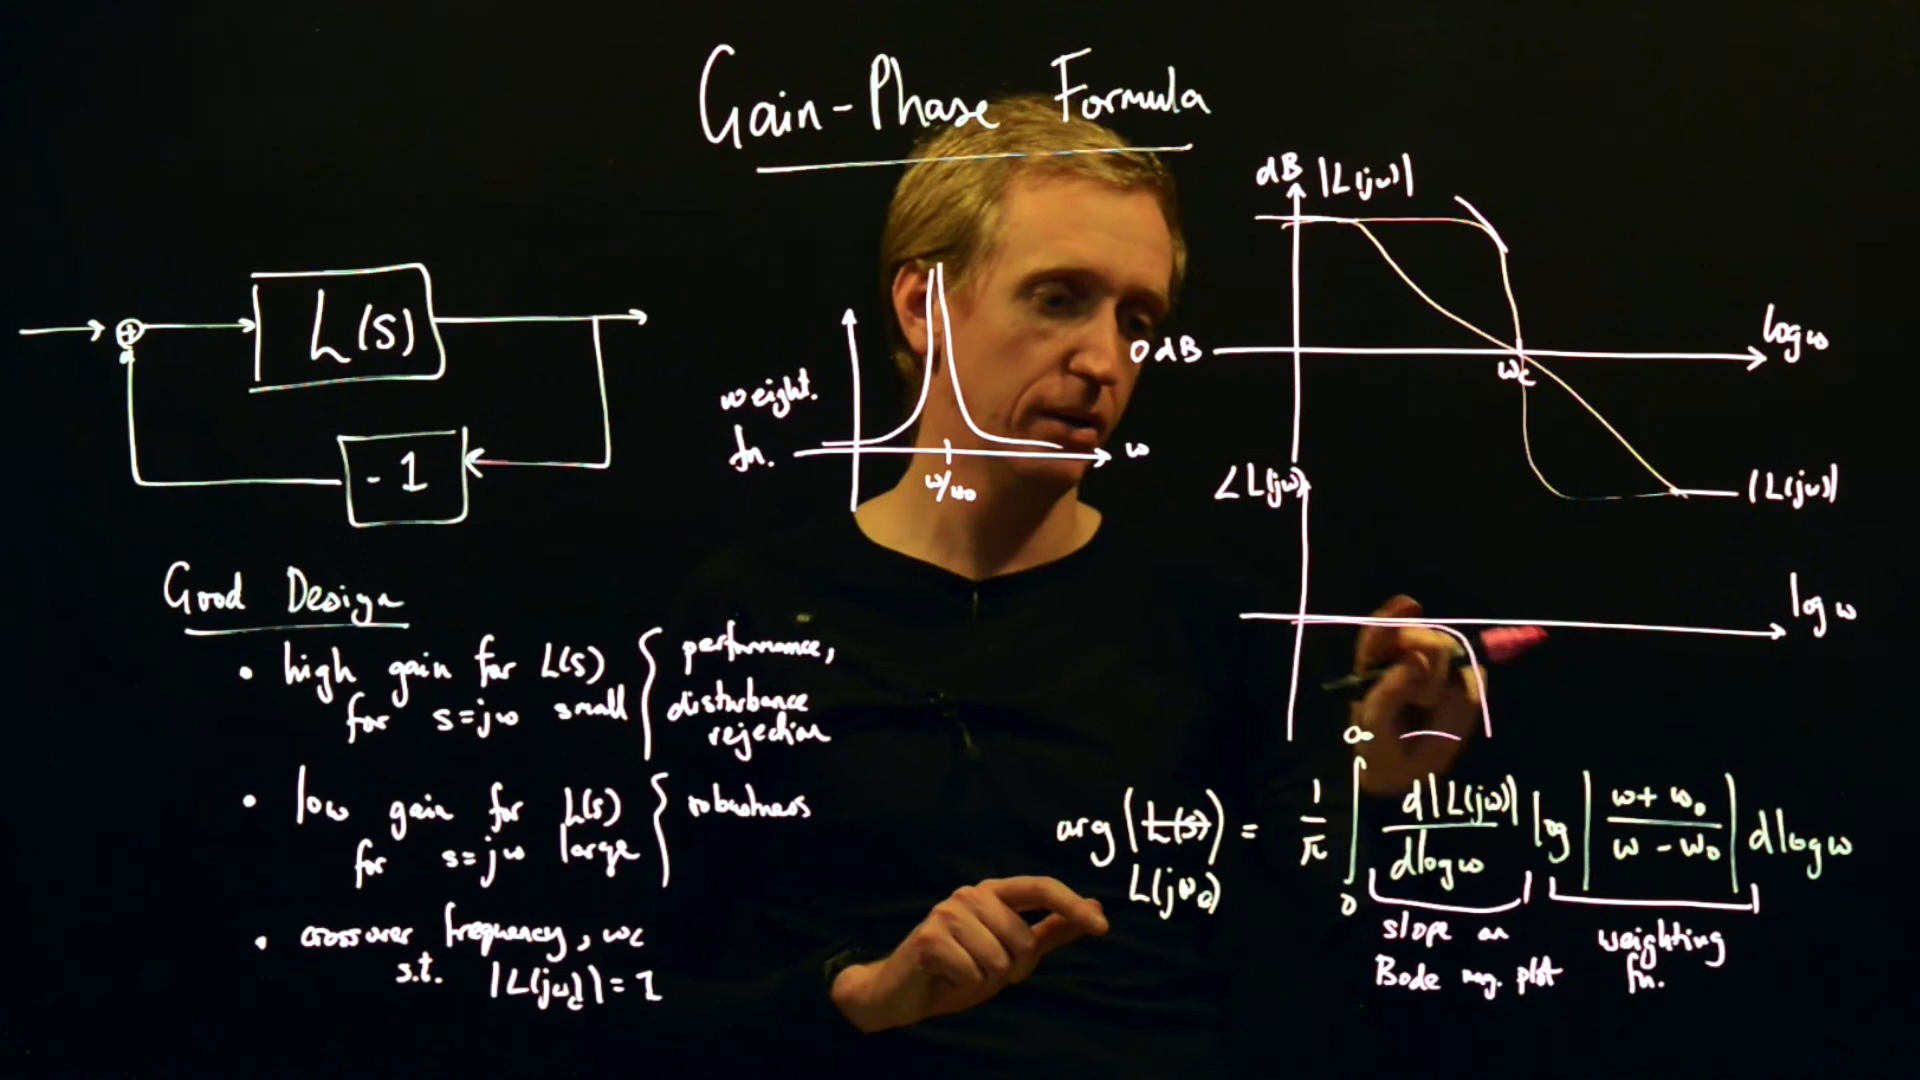 Gain-Phase Formula
L(s)
-1
Good Design
• high gain for L(s)
for s=jω small
performance,
disturbance
rejection
• low gain for L(s)
for s=jω large
robustness
• crossover frequency, ωc
s.t. |L(jωc)|=1
weight.
fn.
ω
ω/ω₀
dB |L(jω)|
0 dB
log ω
ωc
∠L(jω)
|L(jω)|
log ω
arg (L(s)) = 1/π ∫₀^∞ d|L(jω)|/dlogω log |ω+ω₀/ω-ω₀| dlogω
L(jω₀)
slope on
Bode mag. plot
weighting
fn.